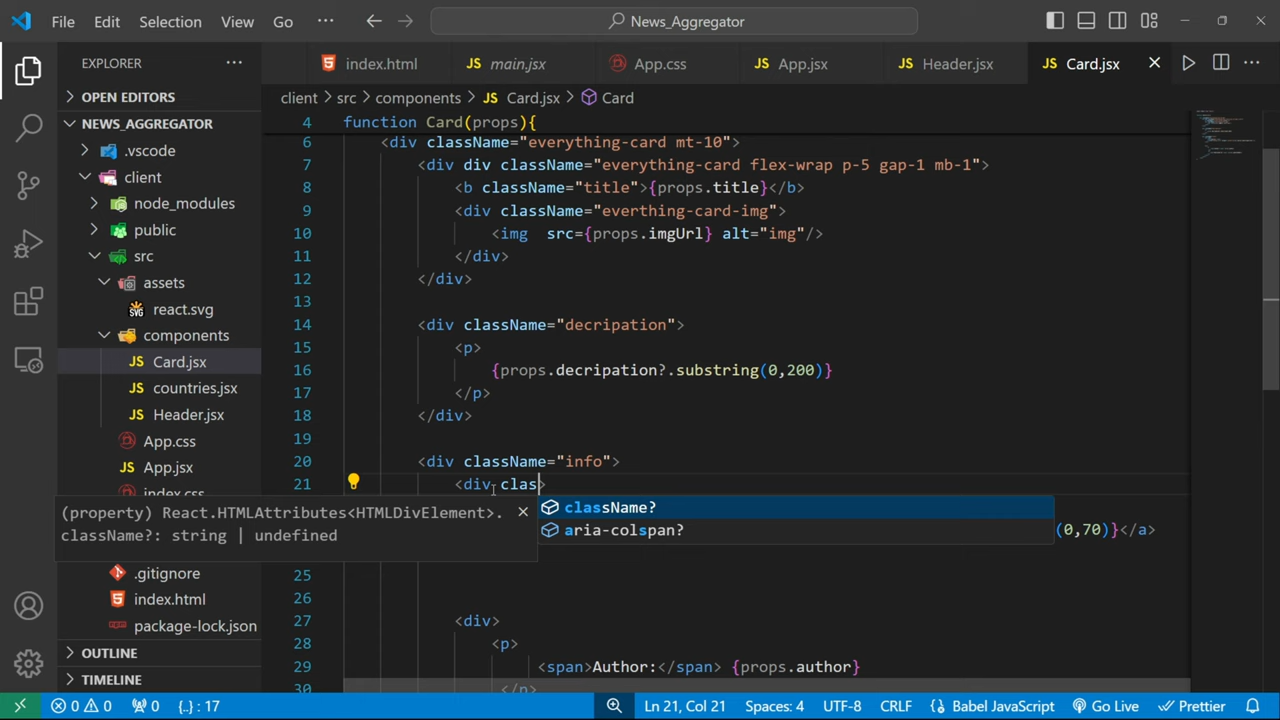 File Edit Selection View Go ··· News_Aggregator
EXPLORER ··· index.html main.jsx App.css App.jsx Header.jsx Card.jsx
OPEN EDITORS
NEWS_AGGREGATOR
.vscode
client
node_modules
public
src
assets
react.svg
components
Card.jsx
countries.jsx
Header.jsx
App.css
App.jsx
index.css
.gitignore
index.html
package-lock.json
OUTLINE
TIMELINE
client > src > components > Card.jsx > Card
4 function Card(props){
6 <div className="everything-card mt-10">
7 <div div className="everything-card flex-wrap p-5 gap-1 mb-1">
8 <b className="title">{props.title}</b>
9 <div className="everthing-card-img">
10 <img src={props.imgUrl} alt="img"/>
11 </div>
12 </div>
13
14 <div className="decripation">
15 <p>
16 {props.decripation?.substring(0,200)}
17 </p>
18 </div>
19
20 <div className="info">
21 <div clas>
className?
aria-colspan?
(property) React.HTMLAttributes<HTMLDivElement>.
className?: string | undefined
(0,70)}</a>
25
26
27 <div>
28 <p>
29 <span>Author:</span> {props.author}
30 </p>
0 0 0 {..} : 17 Ln 21, Col 21 Spaces: 4 UTF-8 CRLF Babel JavaScript Go Live Prettier